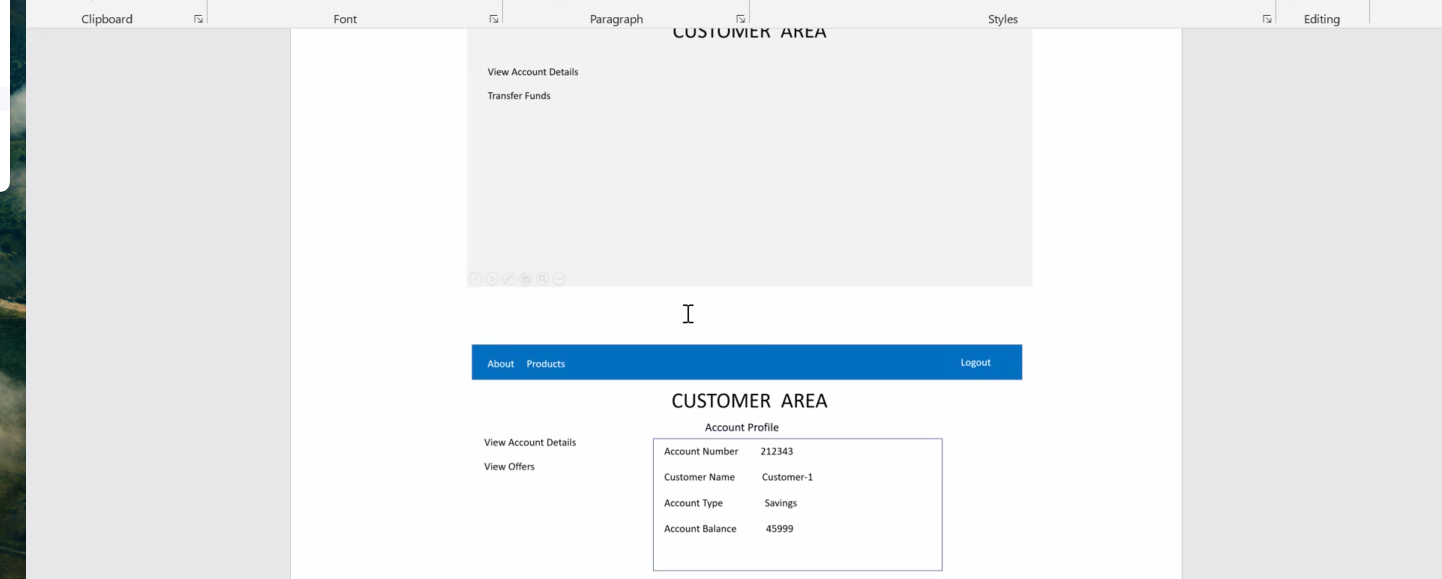 Clipboard Font Paragraph Styles Editing
CUSTOMER AREA
View Account Details
Transfer Funds
About Products Logout
CUSTOMER AREA
Account Profile
View Account Details
View Offers
Account Number 212343
Customer Name Customer-1
Account Type Savings
Account Balance 45999